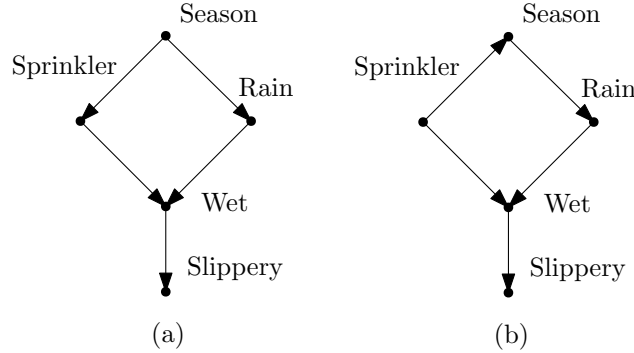 Season
Sprinkler
Rain
Wet
Slippery
(a)
Season
Sprinkler
Rain
Wet
Slippery
(b)